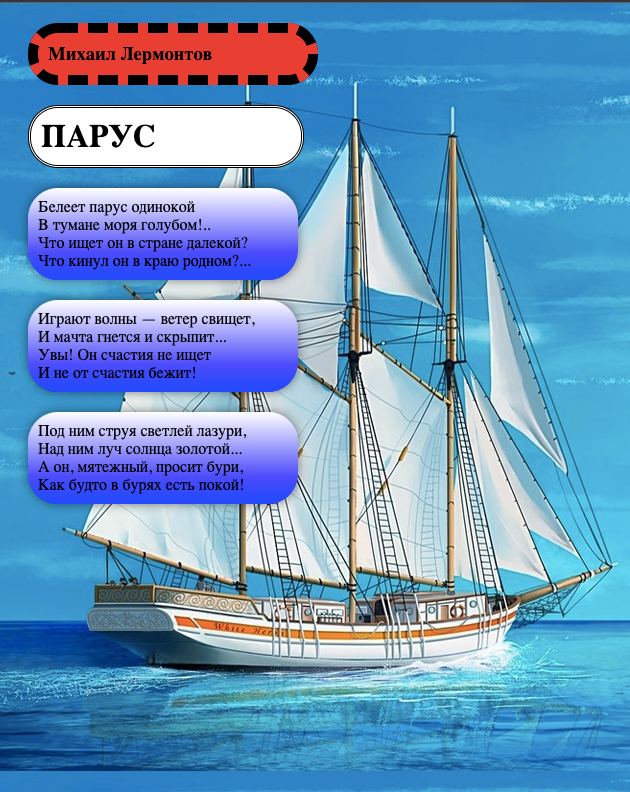 Михаил Лермонтов
ПАРУС
Белеет парус одинокой
В тумане моря голубом!..
Что ищет он в стране далекой?
Что кинул он в краю родном?...
Играют волны — ветер свищет,
И мачта гнется и скрыпит...
Увы! Он счастия не ищет
И не от счастия бежит!
Под ним струя светлей лазури,
Над ним луч солнца золотой...
А он, мятежный, просит бури,
Как будто в бурях есть покой!
White